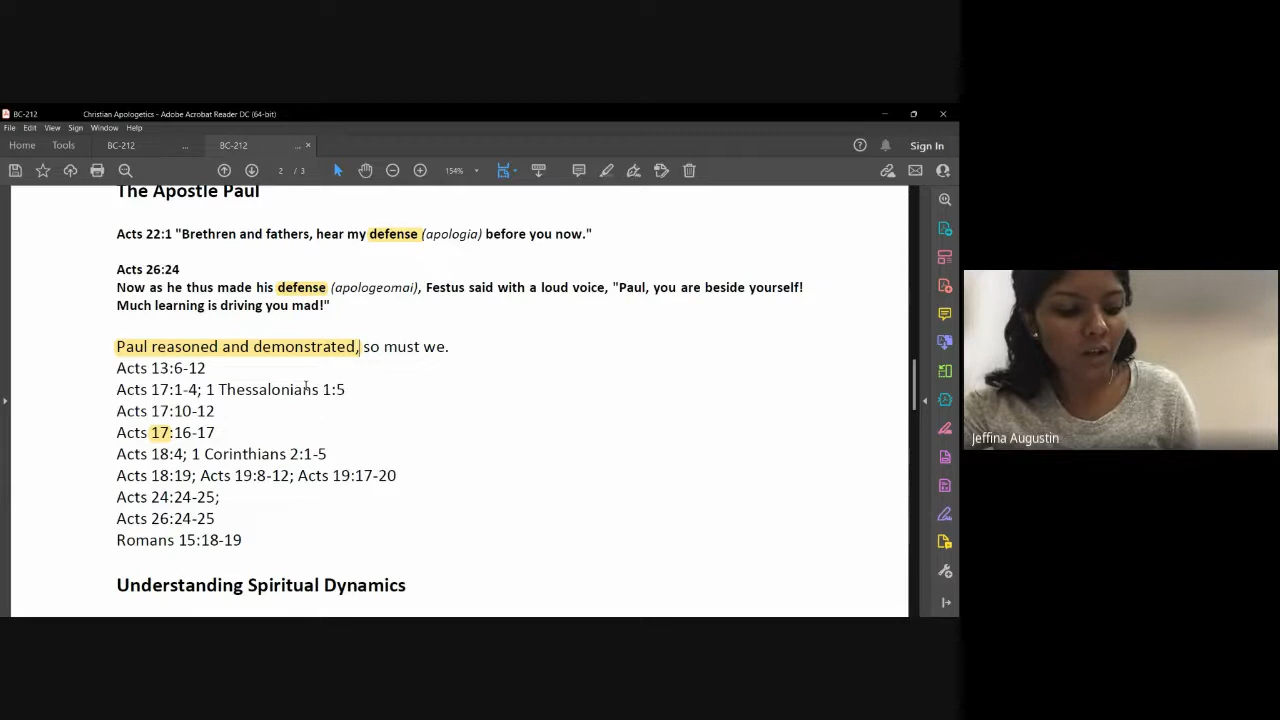 BC-212 Christian Apologetics - Adobe Acrobat Reader DC (64-bit)
File Edit View Sign Window Help
Home Tools BC-212 ... BC-212 ... × Sign In
2 / 3 154%
The Apostle Paul
Acts 22:1 "Brethren and fathers, hear my defense (apologia) before you now."
Acts 26:24
Now as he thus made his defense (apologeomai), Festus said with a loud voice, "Paul, you are beside yourself!
Much learning is driving you mad!"
Paul reasoned and demonstrated, so must we.
Acts 13:6-12
Acts 17:1-4; 1 Thessalonians 1:5
Acts 17:10-12
Acts 17:16-17
Acts 18:4; 1 Corinthians 2:1-5
Acts 18:19; Acts 19:8-12; Acts 19:17-20
Acts 24:24-25;
Acts 26:24-25
Romans 15:18-19
Understanding Spiritual Dynamics
Jeffina Augustin